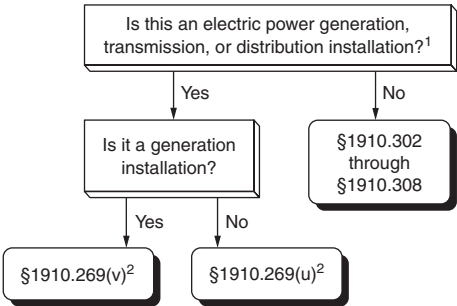 Is this an electric power generation,
transmission, or distribution installation?¹
Yes
No
Is it a generation
installation?
§1910.302
through
§1910.308
Yes
No
§1910.269(v)²
§1910.269(u)²